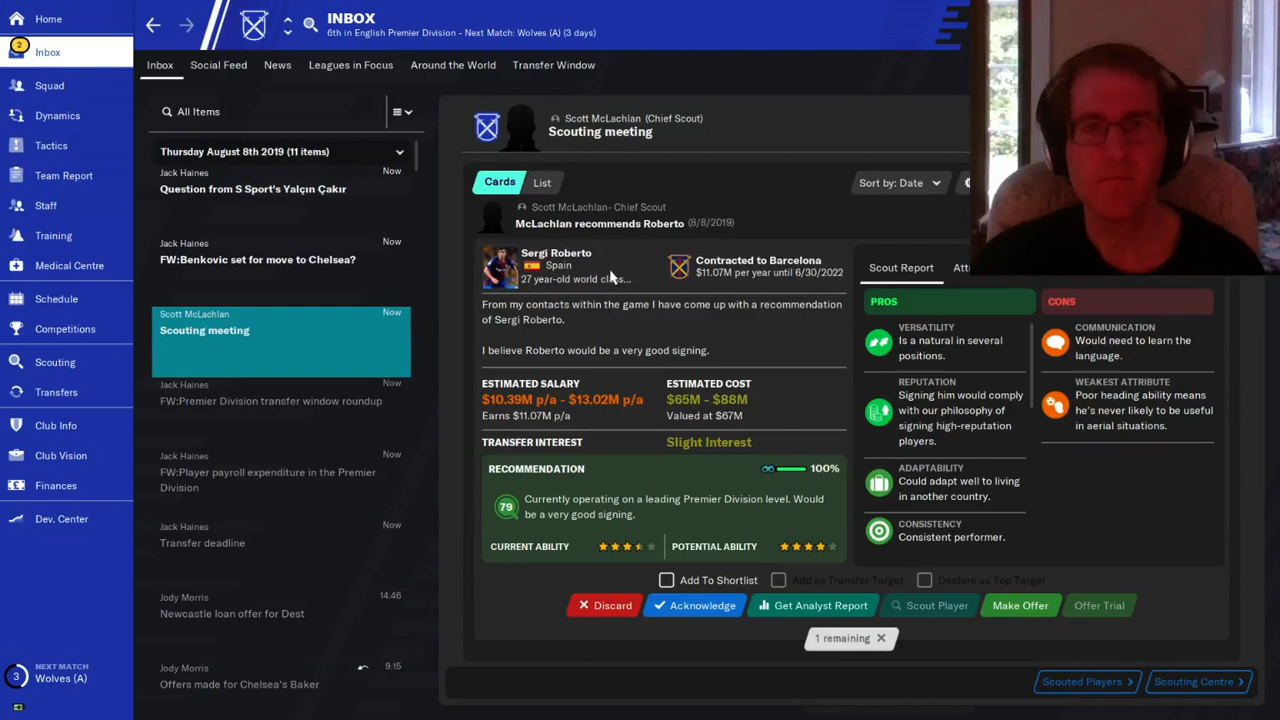 Home
2
Inbox
Squad
Dynamics
Tactics
Team Report
Staff
Training
Medical Centre
Schedule
Competitions
Scouting
Transfers
Club Info
Club Vision
Finances
Dev. Center
NEXT MATCH
3
Wolves (A)
INBOX
6th in English Premier Division - Next Match: Wolves (A) (3 days)
Inbox
Social Feed
News
Leagues in Focus
Around the World
Transfer Window
All Items
Thursday August 8th 2019 (11 items)
Jack Haines
Now
Question from S Sport's Yalçın Çakır
Jack Haines
Now
FW:Benkovic set for move to Chelsea?
Scott McLachlan
Now
Scouting meeting
Jack Haines
Now
FW:Premier Division transfer window roundup
Jack Haines
Now
FW:Player payroll expenditure in the Premier
Division
Jack Haines
Now
Transfer deadline
Jody Morris
14:46
Newcastle loan offer for Dest
Jody Morris
9:15
Offers made for Chelsea's Baker
Scott McLachlan (Chief Scout)
Scouting meeting
Cards
List
Sort by: Date
Scott McLachlan- Chief Scout
McLachlan recommends Roberto (8/8/2019)
Sergi Roberto
Spain
27 year-old world class...
Contracted to Barcelona
$11.07M per year until 6/30/2022
From my contacts within the game I have come up with a recommendation
of Sergi Roberto.
I believe Roberto would be a very good signing.
ESTIMATED SALARY
$10.39M p/a - $13.02M p/a
Earns $11.07M p/a
ESTIMATED COST
$65M - $88M
Valued at $67M
TRANSFER INTEREST
Slight Interest
RECOMMENDATION
100%
79
Currently operating on a leading Premier Division level. Would
be a very good signing.
CURRENT ABILITY
POTENTIAL ABILITY
Scout Report
PROS
VERSATILITY
Is a natural in several
positions.
REPUTATION
Signing him would comply
with our philosophy of
signing high-reputation
players.
ADAPTABILITY
Could adapt well to living
in another country.
CONSISTENCY
Consistent performer.
CONS
COMMUNICATION
Would need to learn the
language.
WEAKEST ATTRIBUTE
Poor heading ability means
he's never likely to be useful
in aerial situations.
Add To Shortlist
Add as Transfer Target
Declare as Top Target
Discard
Acknowledge
Get Analyst Report
Scout Player
Make Offer
Offer Trial
1 remaining
Scouted Players
Scouting Centre